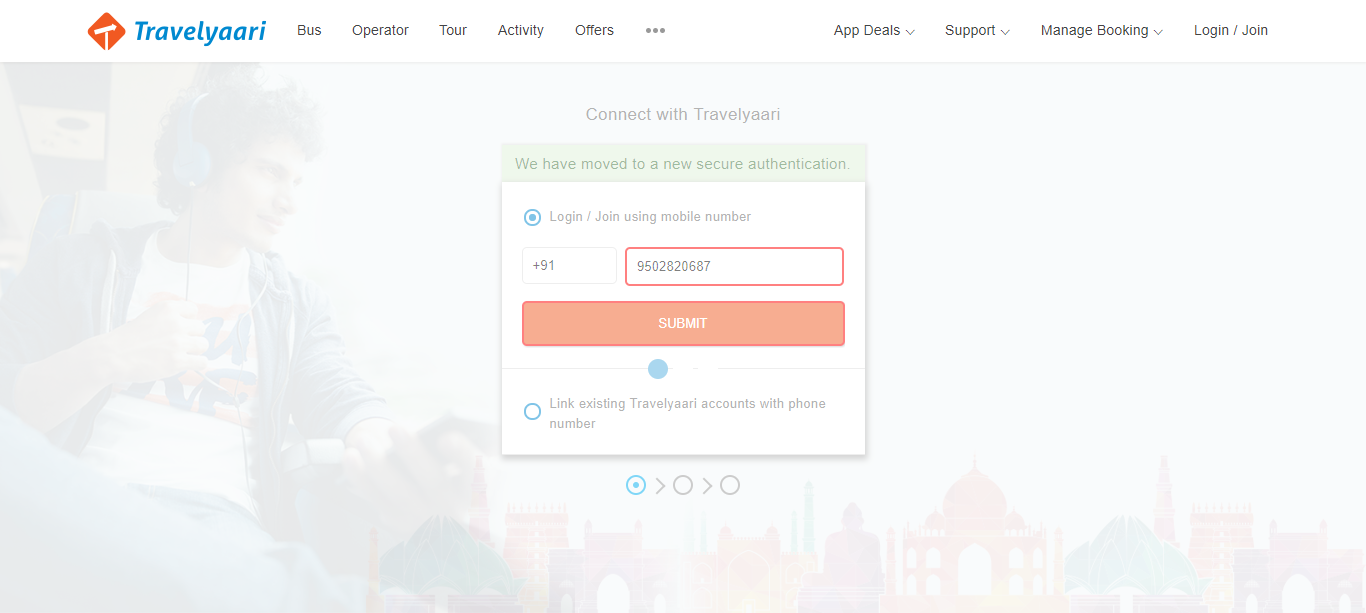 Travelyaari
Bus
Operator
Tour
Activity
Offers
App Deals
Support
Manage Booking
Login / Join
Connect with Travelyaari
We have moved to a new secure authentication.
Login / Join using mobile number
+91
9502820687
SUBMIT
Link existing Travelyaari accounts with phone
number